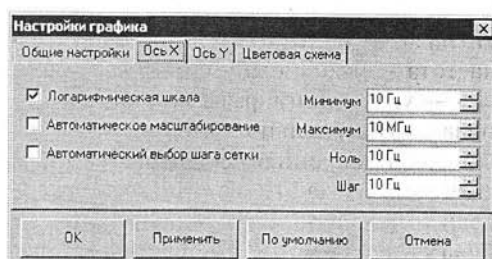 Настройки графика
Общие настройки Ось X Ось Y Цветовая схема
Логарифмическая шкала Минимум 10 Гц
Автоматическое масштабирование Максимум 10 МГц
Автоматический выбор шага сетки Ноль 10 Гц
Шаг 10 Гц
OK Применить По умолчанию Отмена